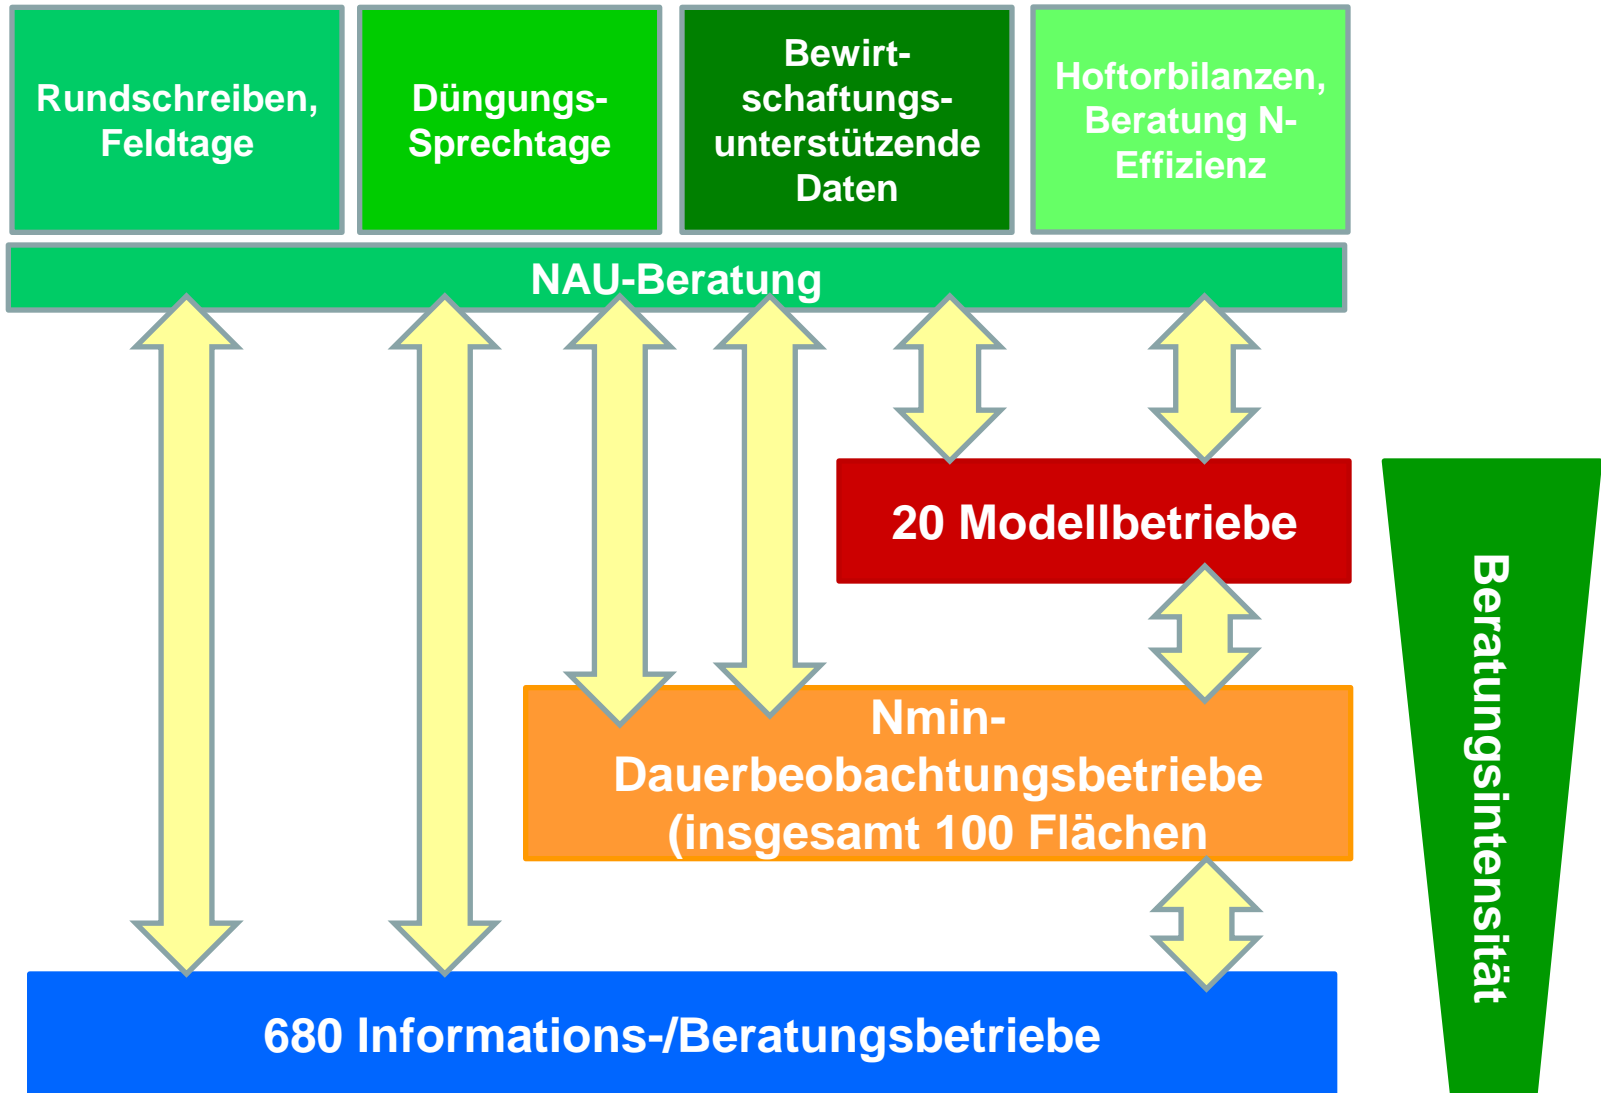 Rundschreiben,
Feldtage
Düngungs-
Sprechtage
Bewirt-
schaftungs-
unterstützende
Daten
Hoftorbilanzen,
Beratung N-
Effizienz
NAU-Beratung
20 Modellbetriebe
Nmin-
Dauerbeobachtungsbetriebe
(insgesamt 100 Flächen
680 Informations-/Beratungsbetriebe
Beratungsintensität